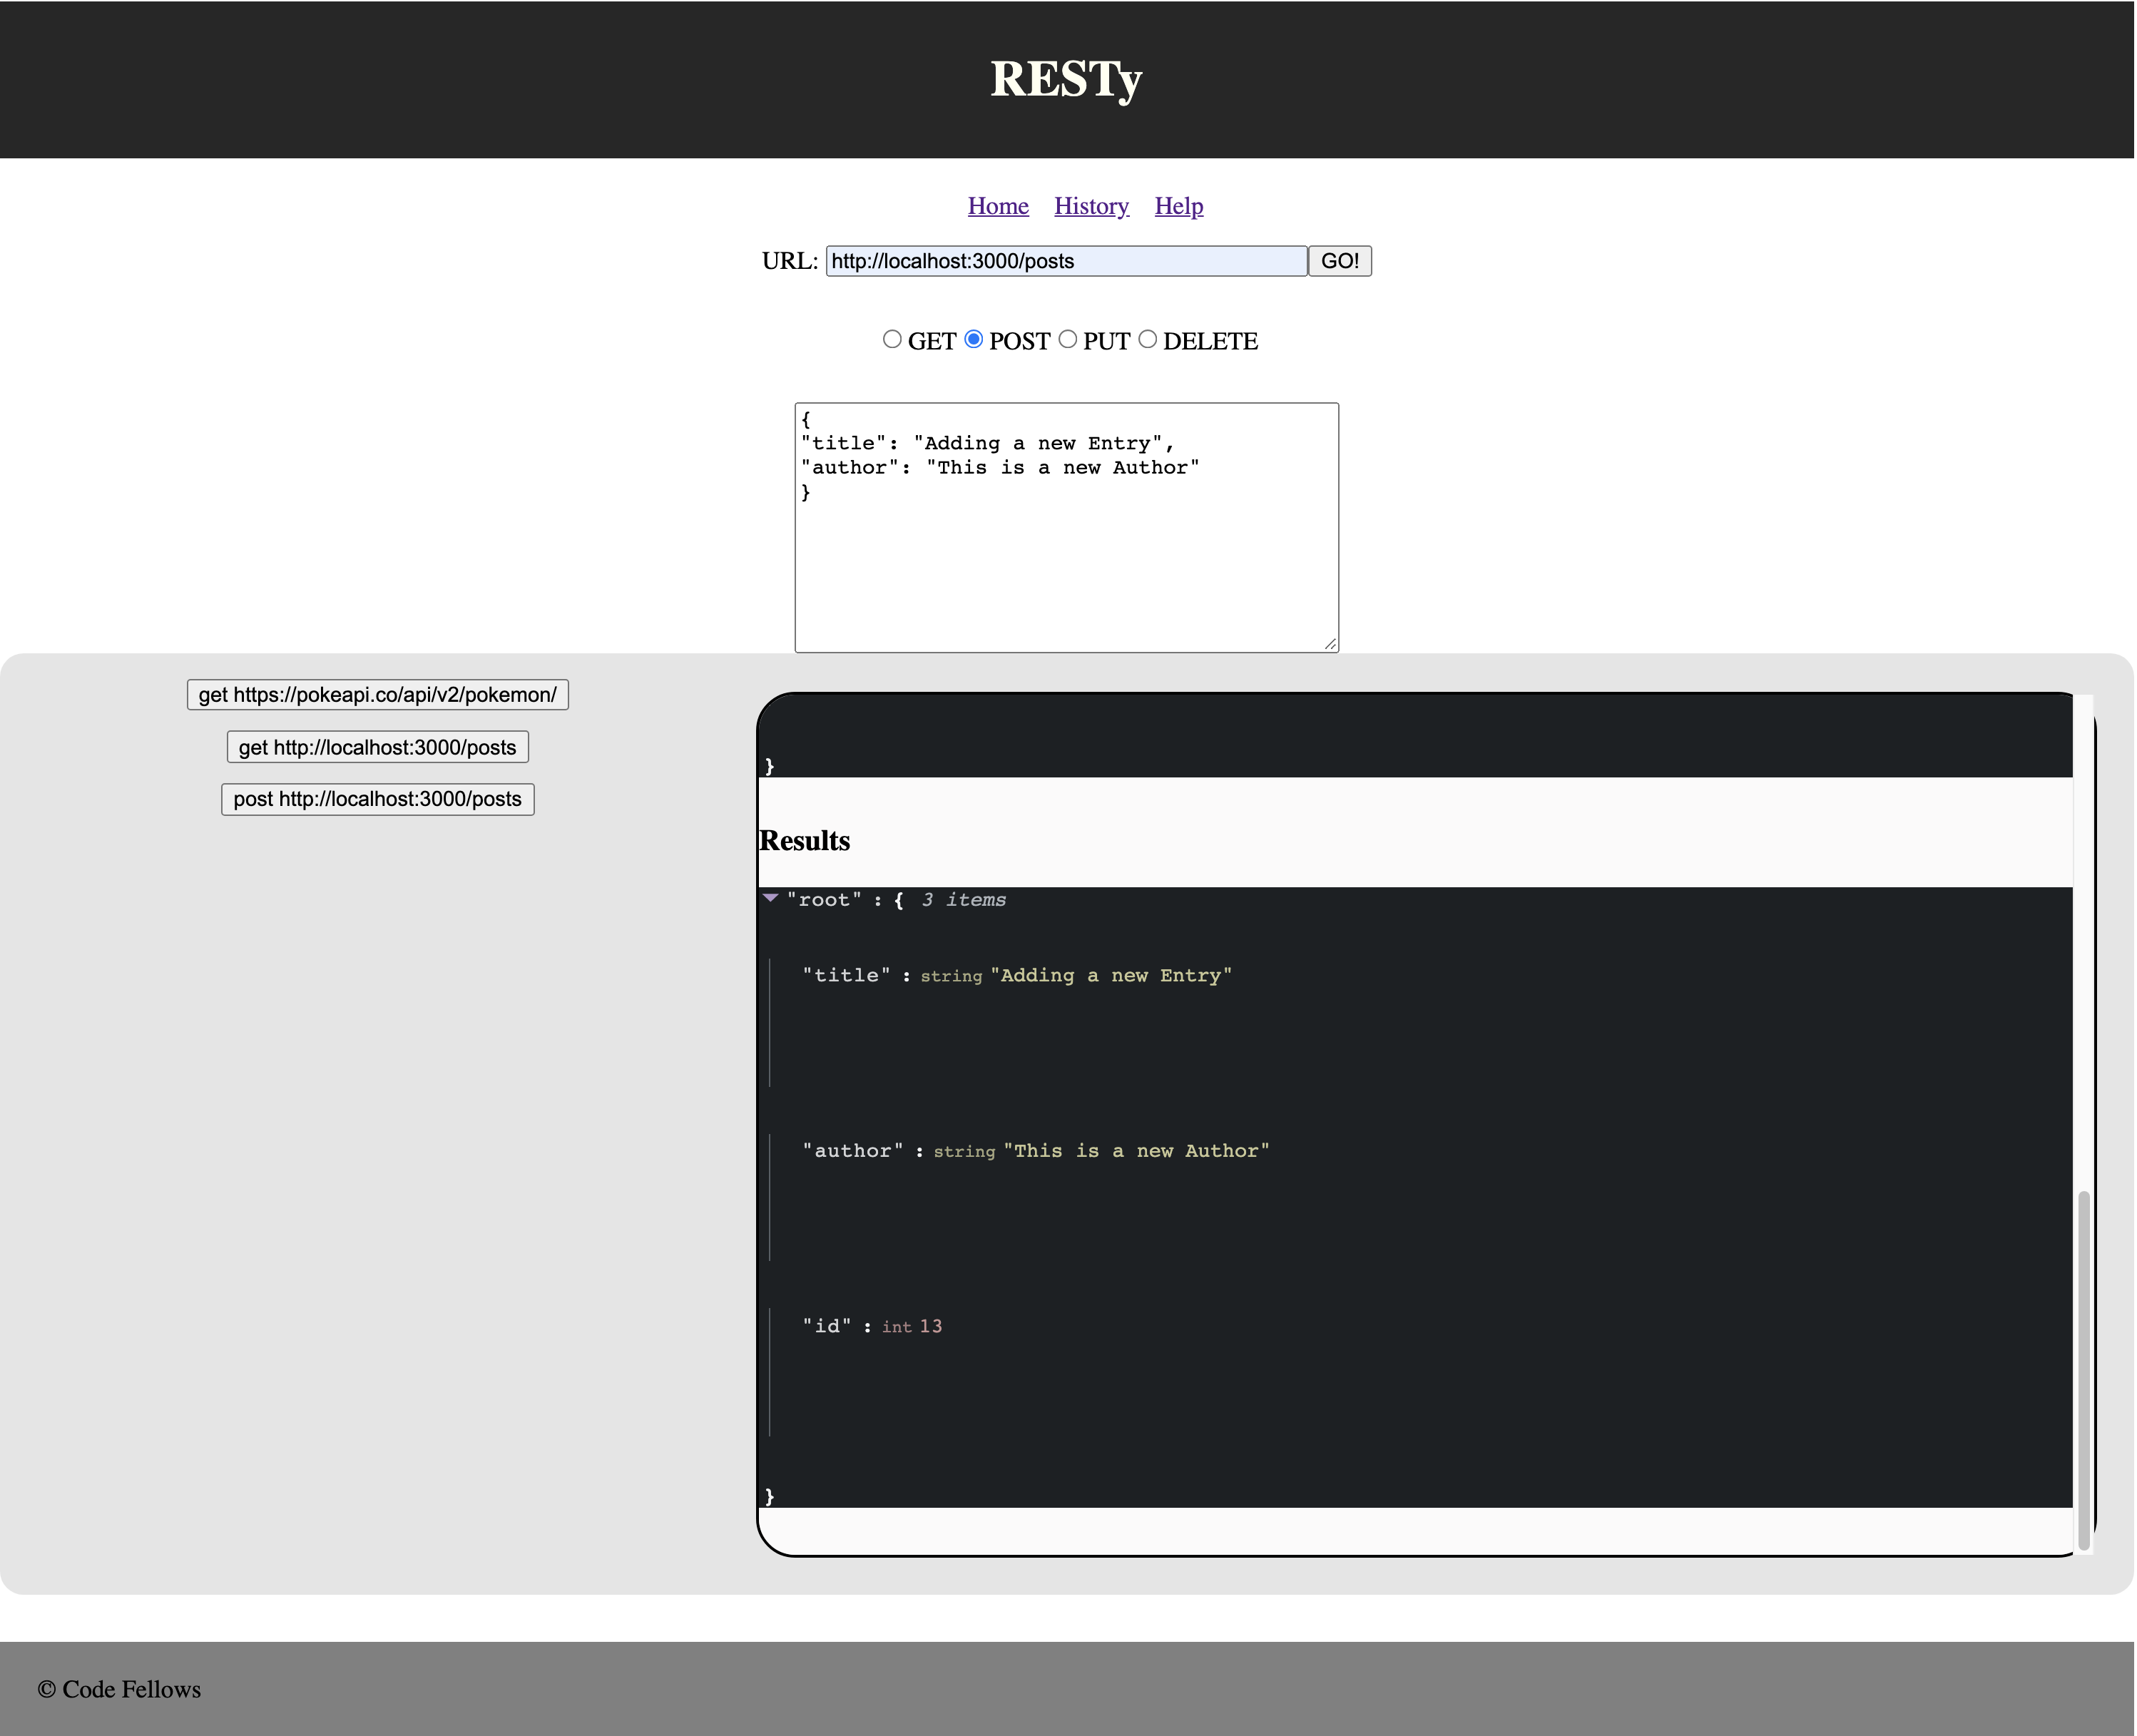 RESTy
Home History Help
URL: http://localhost:3000/posts GO!
GET POST PUT DELETE
{
"title": "Adding a new Entry",
"author": "This is a new Author"
}
get https://pokeapi.co/api/v2/pokemon/
get http://localhost:3000/posts
post http://localhost:3000/posts
}
Results
"root" : { 3 items
"title" : string "Adding a new Entry"
"author" : string "This is a new Author"
"id" : int 13
}
© Code Fellows